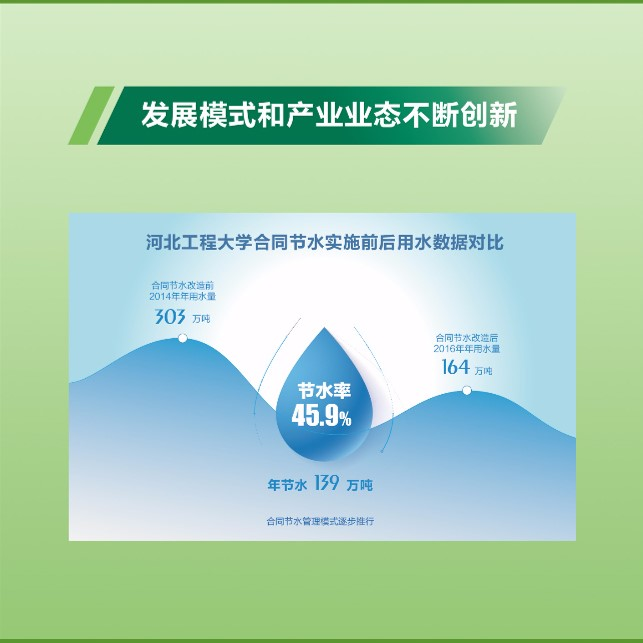 发展模式和产业业态不断创新
河北工程大学合同节水实施前后用水数据对比
合同节水改造前
2014年年用水量
303 万吨
合同节水改造后
2016年年用水量
164 万吨
节水率
45.9%
年节水 139 万吨
合同节水管理模式逐步推行